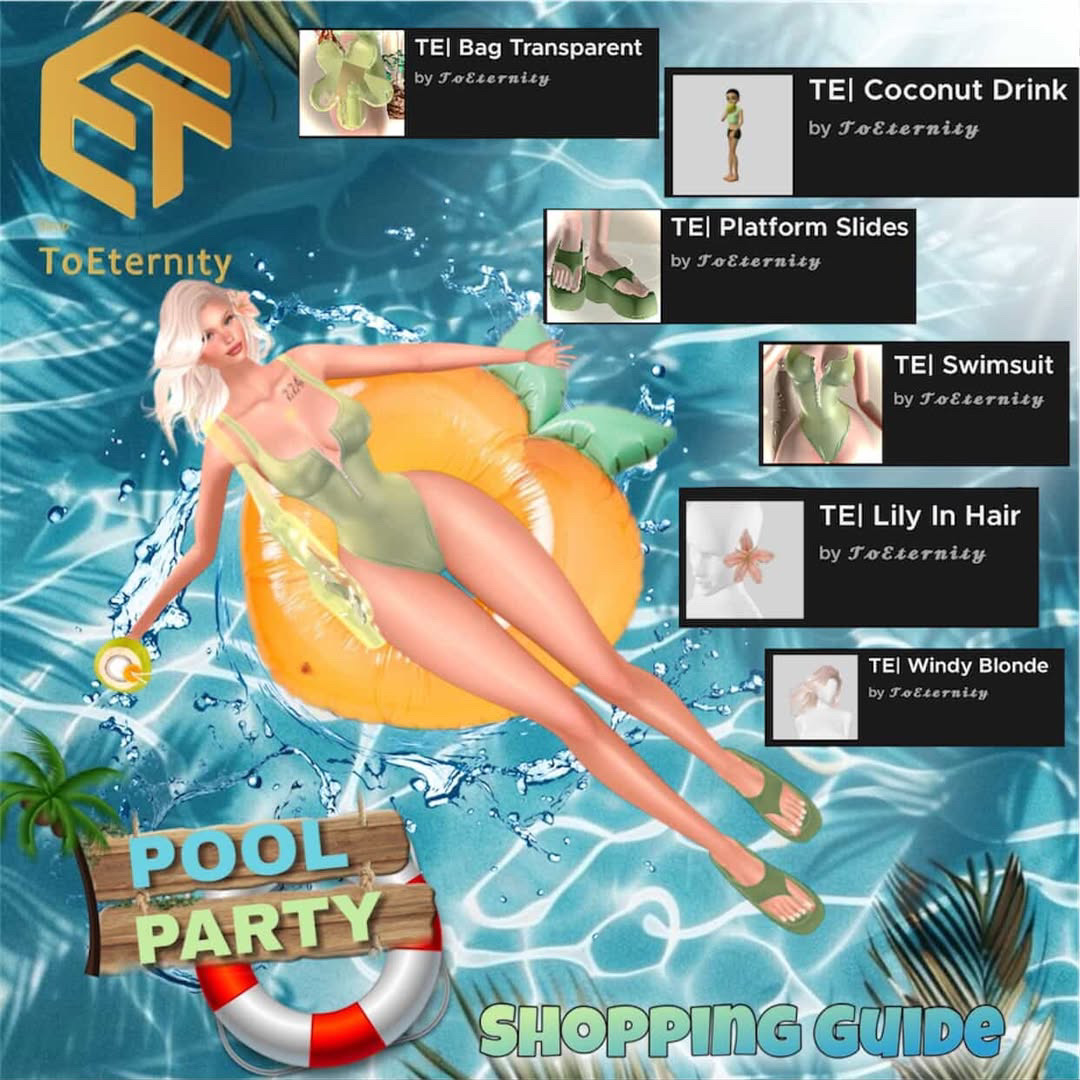 ToEternity
TE| Bag Transparent
by ToEternity
TE| Coconut Drink
by ToEternity
TE| Platform Slides
by ToEternity
TE| Swimsuit
by ToEternity
TE| Lily In Hair
by ToEternity
TE| Windy Blonde
by ToEternity
POOL
PARTY
SHOPPING GUIDE